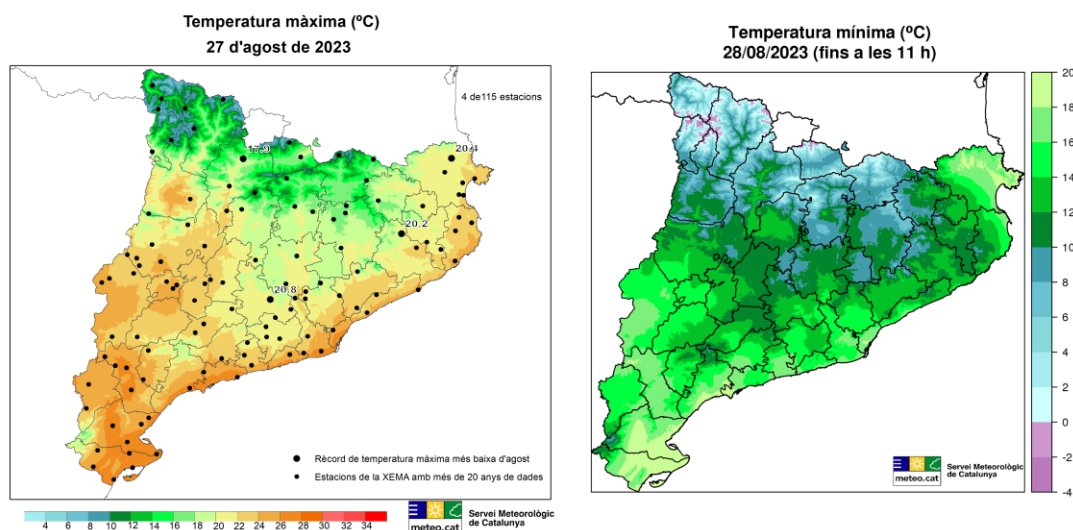 Temperatura màxima (ºC)
27 d'agost de 2023
4 de115 estacions
17.9
20.4
20.2
20.8
Rècord de temperatura màxima més baixa d'agost
Estacions de la XEMA amb més de 20 anys de dades
4 6 8 10 12 14 16 18 20 22 24 26 28 30 32 34
meteo.cat
Servei Meteorològic
de Catalunya
Temperatura mínima (ºC)
28/08/2023 (fins a les 11 h)
20
18
16
14
12
10
8
6
4
2
0
-2
-4
meteo.cat
Servei Meteorològic
de Catalunya